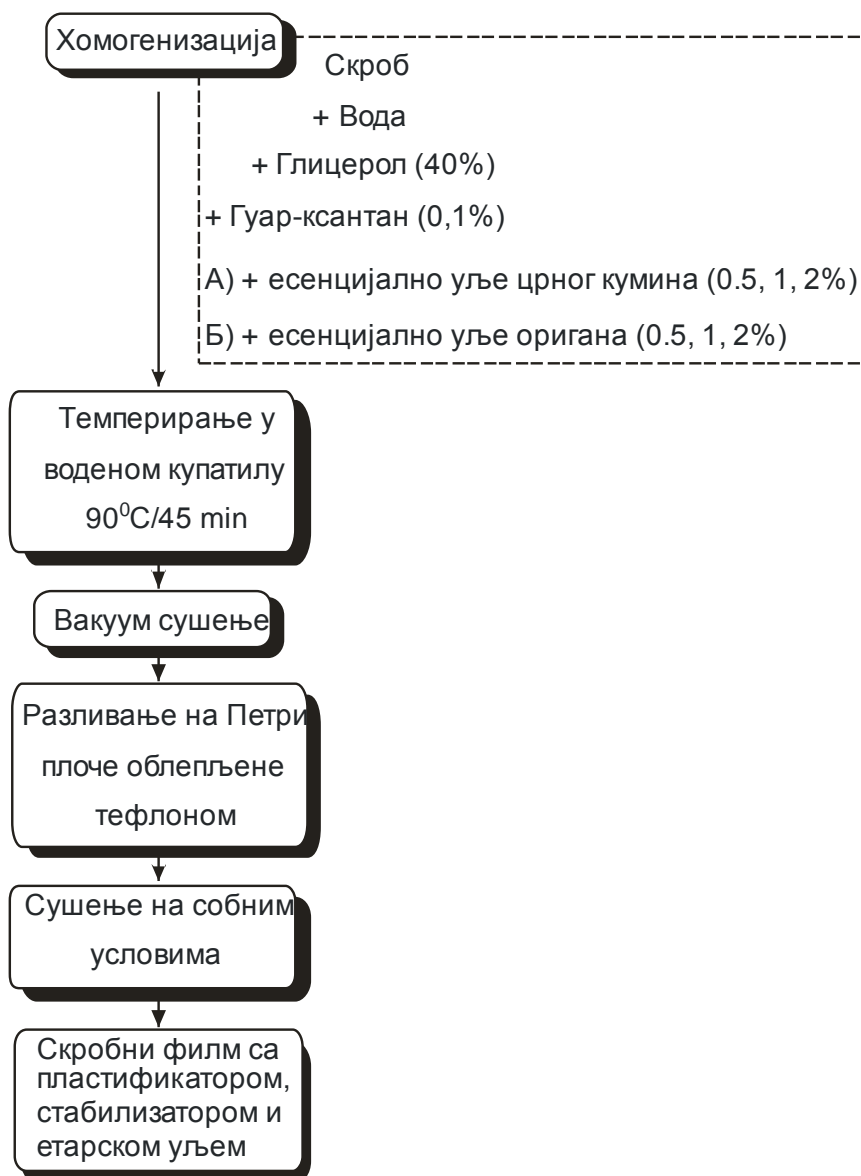 Хомогенизација
Скроб
+ Вода
+ Глицерол (40%)
+ Гуар-ксантан (0,1%)
А) + есенцијално уље црног кумина (0.5, 1, 2%)
Б) + есенцијално уље оригана (0.5, 1, 2%)
Темперирање у
воденом купатилу
90⁰C/45 min
Вакуум сушење
Разливање на Петри
плоче облепљене
тефлоном
Сушење на собним
условима
Скробни филм са
пластификатором,
стабилизатором и
етарском уљем